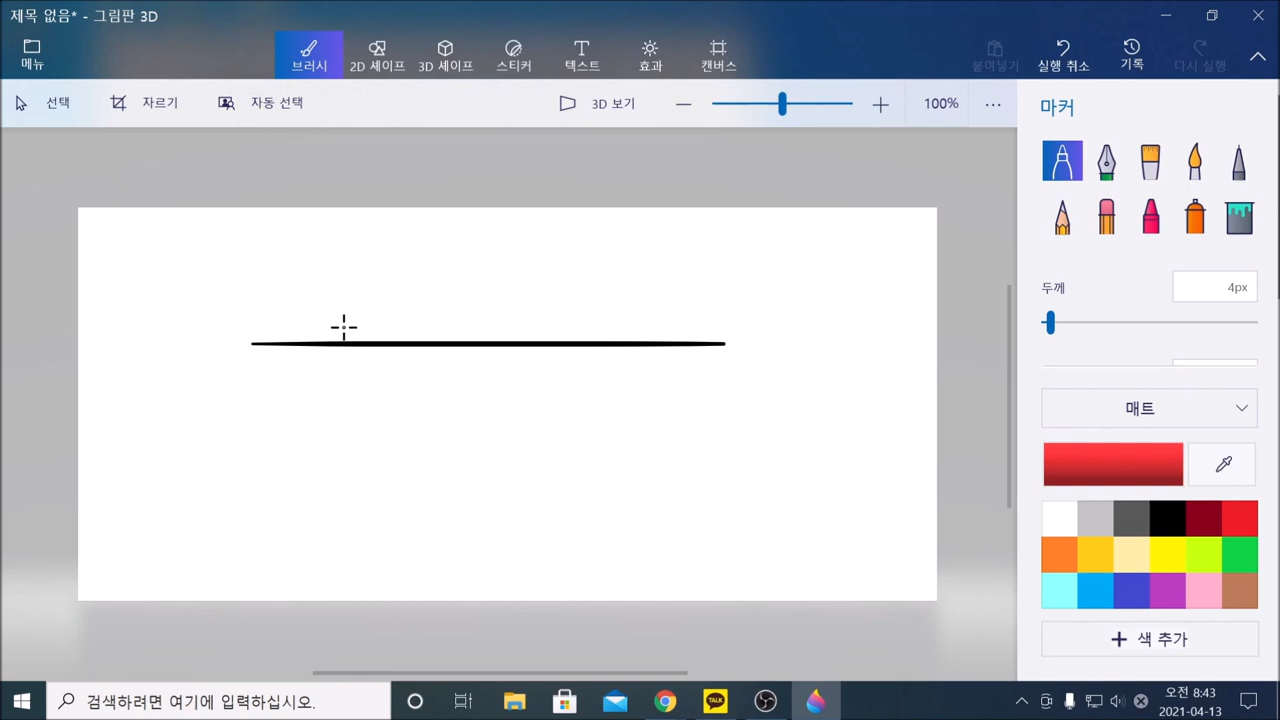 제목 없음* - 그림판 3D
메뉴
브러시
2D 셰이프
3D 셰이프
스티커
텍스트
효과
캔버스
붙여넣기
실행 취소
기록
다시 실행
선택
자르기
자동 선택
3D 보기
100%
마커
두께
4px
매트
색 추가
검색하려면 여기에 입력하십시오.
TALK
오전 8:43
2021-04-13